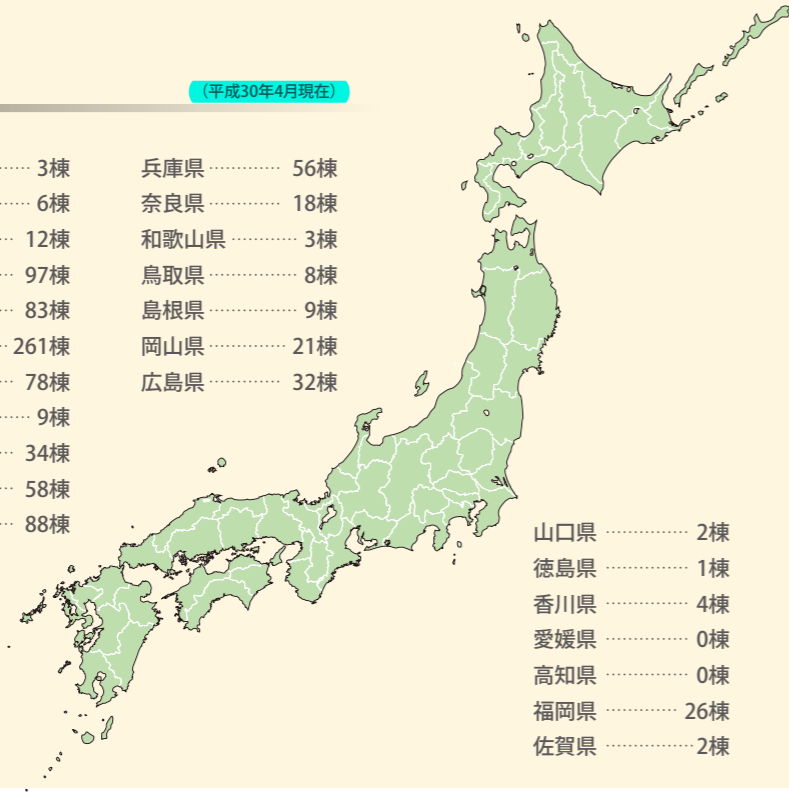 （平成30年4月現在）
3棟
6棟
12棟
97棟
83棟
261棟
78棟
9棟
34棟
58棟
88棟
兵庫県 ………… 56棟
奈良県 ………… 18棟
和歌山県 ………… 3棟
鳥取県 ………… 8棟
島根県 ………… 9棟
岡山県 ………… 21棟
広島県 ………… 32棟
山口県 ………… 2棟
徳島県 ………… 1棟
香川県 ………… 4棟
愛媛県 ………… 0棟
高知県 ………… 0棟
福岡県 ………… 26棟
佐賀県 ………… 2棟